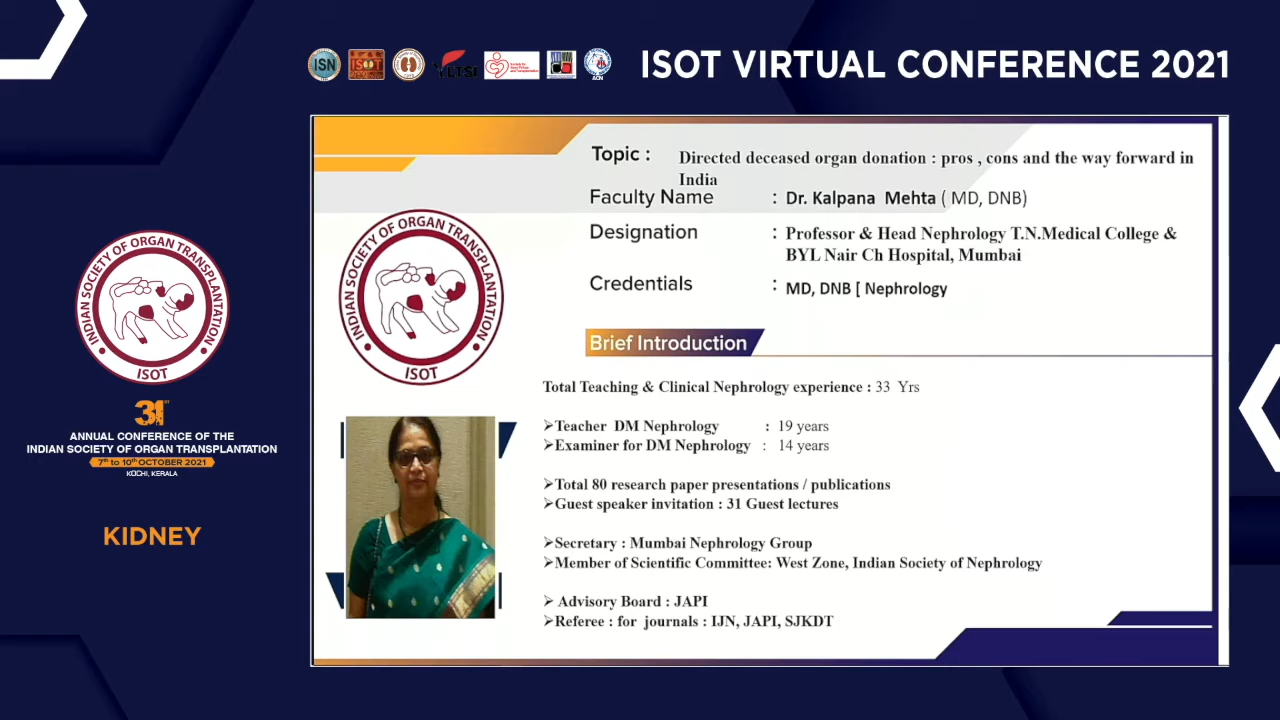 ISN
ISOT
ACN
ISOT VIRTUAL CONFERENCE 2021
Topic : Directed deceased organ donation : pros , cons and the way forward in
India
Faculty Name : Dr. Kalpana Mehta ( MD, DNB)
Designation : Professor & Head Nephrology T.N.Medical College &
BYL Nair Ch Hospital, Mumbai
Credentials : MD, DNB [ Nephrology
INDIAN SOCIETY OF ORGAN TRANSPLANTATION
ISOT
Brief Introduction
Total Teaching & Clinical Nephrology experience : 33 Yrs
➢Teacher DM Nephrology : 19 years
➢Examiner for DM Nephrology : 14 years
➢Total 80 research paper presentations / publications
➢Guest speaker invitation : 31 Guest lectures
➢Secretary : Mumbai Nephrology Group
➢Member of Scientific Committee: West Zone, Indian Society of Nephrology
➢ Advisory Board : JAPI
➢Referee : for journals : IJN, JAPI, SJKDT
INDIAN SOCIETY OF ORGAN TRANSPLANTATION
ISOT
31ST
ANNUAL CONFERENCE OF THE
INDIAN SOCIETY OF ORGAN TRANSPLANTATION
7th to 10th OCTOBER 2021
KOCHI, KERALA
KIDNEY